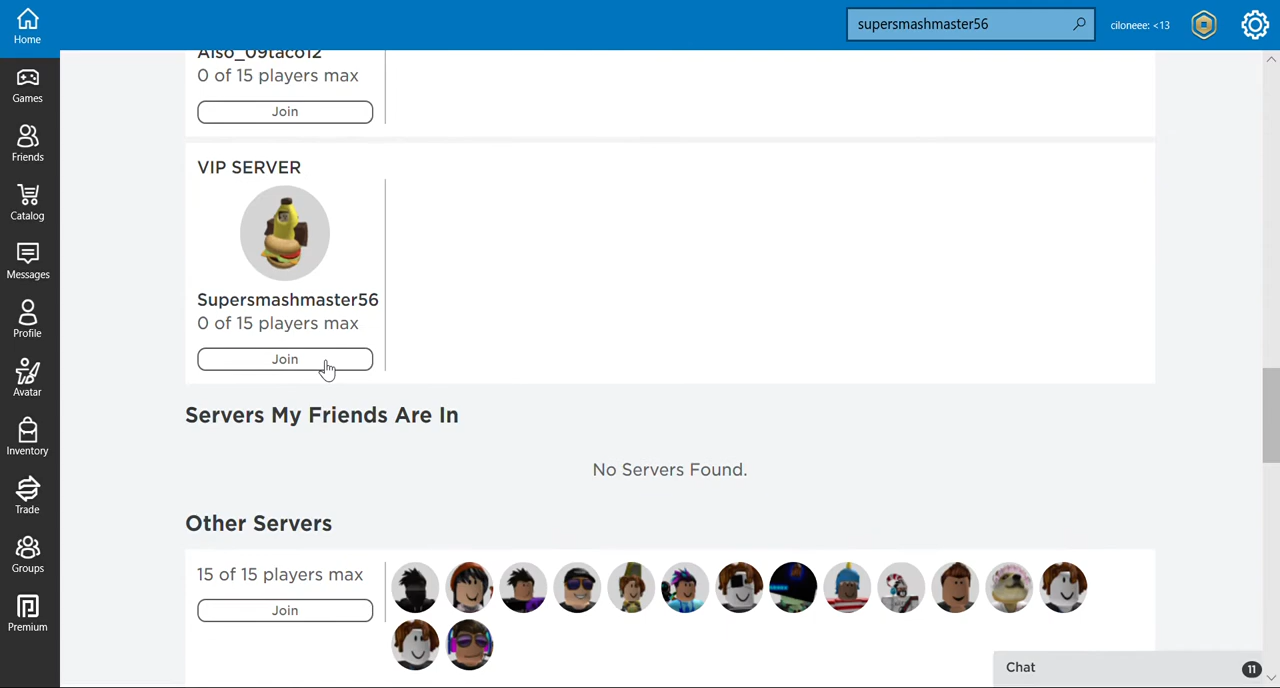 Home
supersmashmaster56
ciloneee: <13
Games
Friends
Catalog
Messages
Profile
Avatar
Inventory
Trade
Groups
Premium
Also_09taco12
0 of 15 players max
Join
VIP SERVER
Supersmashmaster56
0 of 15 players max
Join
Servers My Friends Are In
No Servers Found.
Other Servers
15 of 15 players max
Join
Chat
11